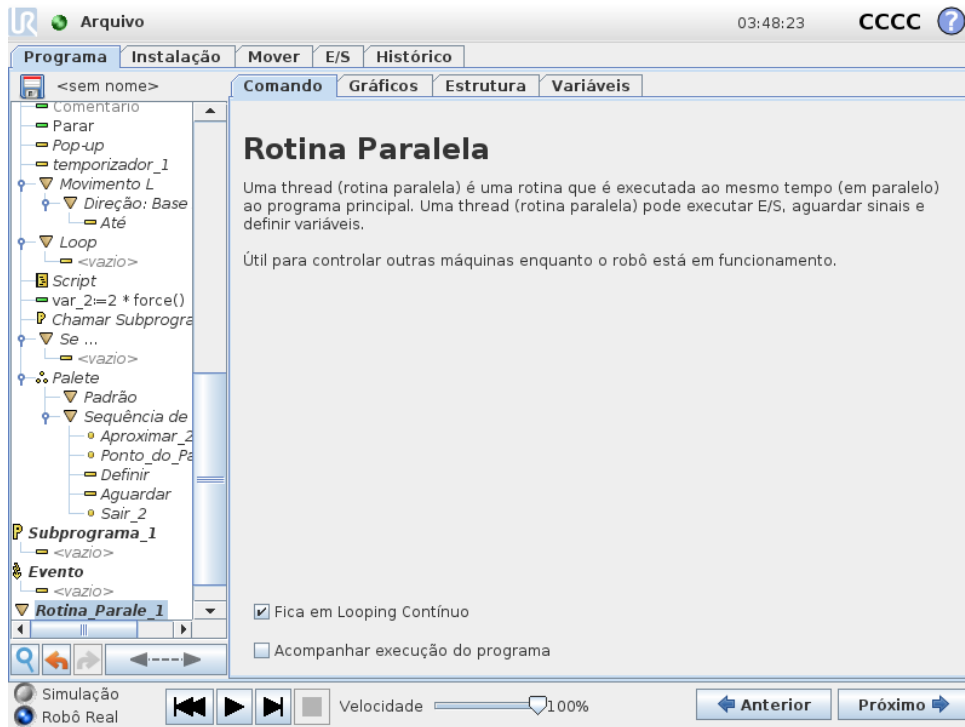 UR Arquivo 03:48:23 CCCC ?
Programa Instalação Mover E/S Histórico
<sem nome>
Comando Gráficos Estrutura Variáveis
Comentário
Parar
Pop-up
temporizador_1
Movimento L
Direção: Base
Até
Loop
<vazio>
Script
var_2:=2 * force()
P Chamar Subprogra
Se ...
<vazio>
Palete
Padrão
Sequência de
Aproximar_2
Ponto_do_Pa
Definir
Aguardar
Sair_2
P Subprograma_1
<vazio>
Evento
<vazio>
Rotina_Parale_1
Rotina Paralela
Uma thread (rotina paralela) é uma rotina que é executada ao mesmo tempo (em paralelo)
ao programa principal. Uma thread (rotina paralela) pode executar E/S, aguardar sinais e
definir variáveis.
Útil para controlar outras máquinas enquanto o robô está em funcionamento.
Fica em Looping Contínuo
Acompanhar execução do programa
Simulação
Robô Real
Velocidade 100%
Anterior Próximo